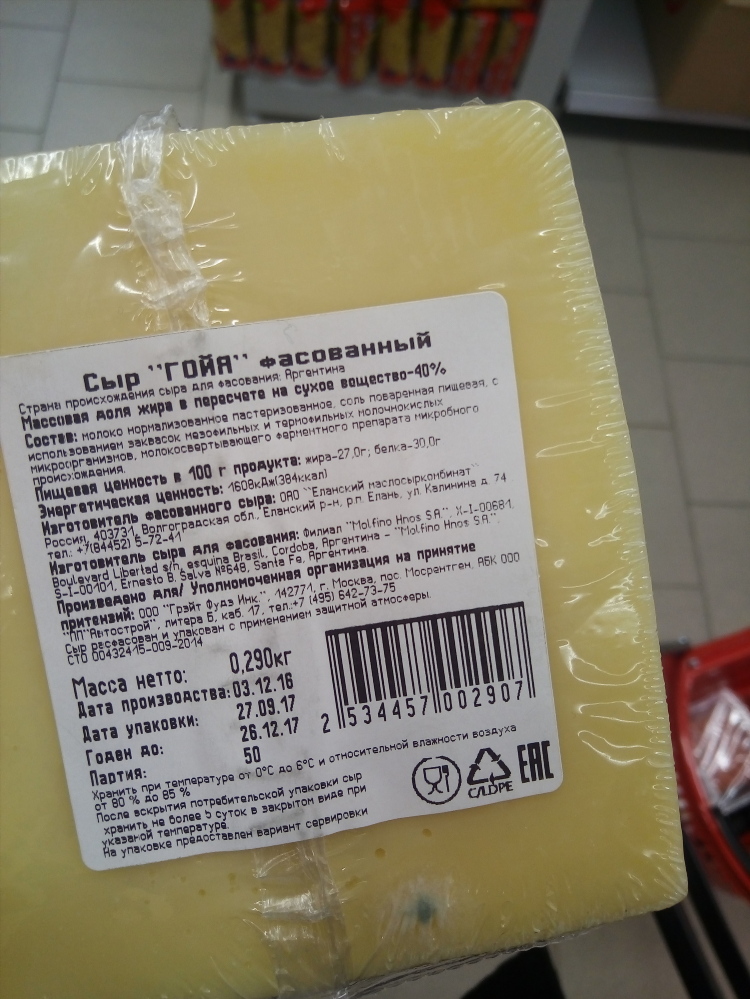 Сыр "ГОЙЯ" фасованный
Страна происхождения сыра для фасования: Аргентина
Массовая доля жира в пересчете на сухое вещество-40%
Состав: молоко нормализованное пастеризованное, соль поваренная пищевая, с
использованием заквасок мезофильных и термофильных молочнокислых
микроорганизмов, молокосвертывающего ферментного препарата микробного
происхождения.
Пищевая ценность в 100 г продукта: жира-27,0г; белка-30,0г
Энергетическая ценность: 1608кДж(384ккал)
Изготовитель фасованного сыра: ОАО "Еланский маслосыркомбинат"
Россия, 403731, Волгоградская обл., Еланский р-н, р.п. Елань, ул. Калинина д. 74
тел.: +7(84452) 5-72-41
Изготовитель сыра для фасования: Филиал "Molfino Hnos SA.", X-I-00681,
Boulevard Libertad s/n, esquina Brasil, Cordoba, Аргентина - "Molfino Hnos SA.",
S-I-00101, Ernesto B. Salva №648, Santa Fe, Аргентина.
Произведено для/ Уполномоченная организация на принятие
притензий: ООО "Грэйт Фудз Инк.", 142771, г. Москва, пос. Мосрентген, АБК ООО
"ПП"Автострой", литера Б, каб. 17, тел.:+7 (495) 642-73-75
Сыр расфасован и упакован с применением защитной атмосферы.
СТО 00432415-009-2014
Масса нетто: 0,290кг
Дата производства: 03.12.16
Дата упаковки: 27.09.17
Годен до: 26.12.17
Партия: 50
2 534457 002907
Хранить при температуре от 0°С до 6°С и относительной влажности воздуха
от 80 % до 85 %
После вскрытия потребительской упаковки сыр
хранить не более 5 суток в закрытом виде при
указаной температуре.
На упаковке предоставлен вариант сервировки
C/LDPE
ЕАС